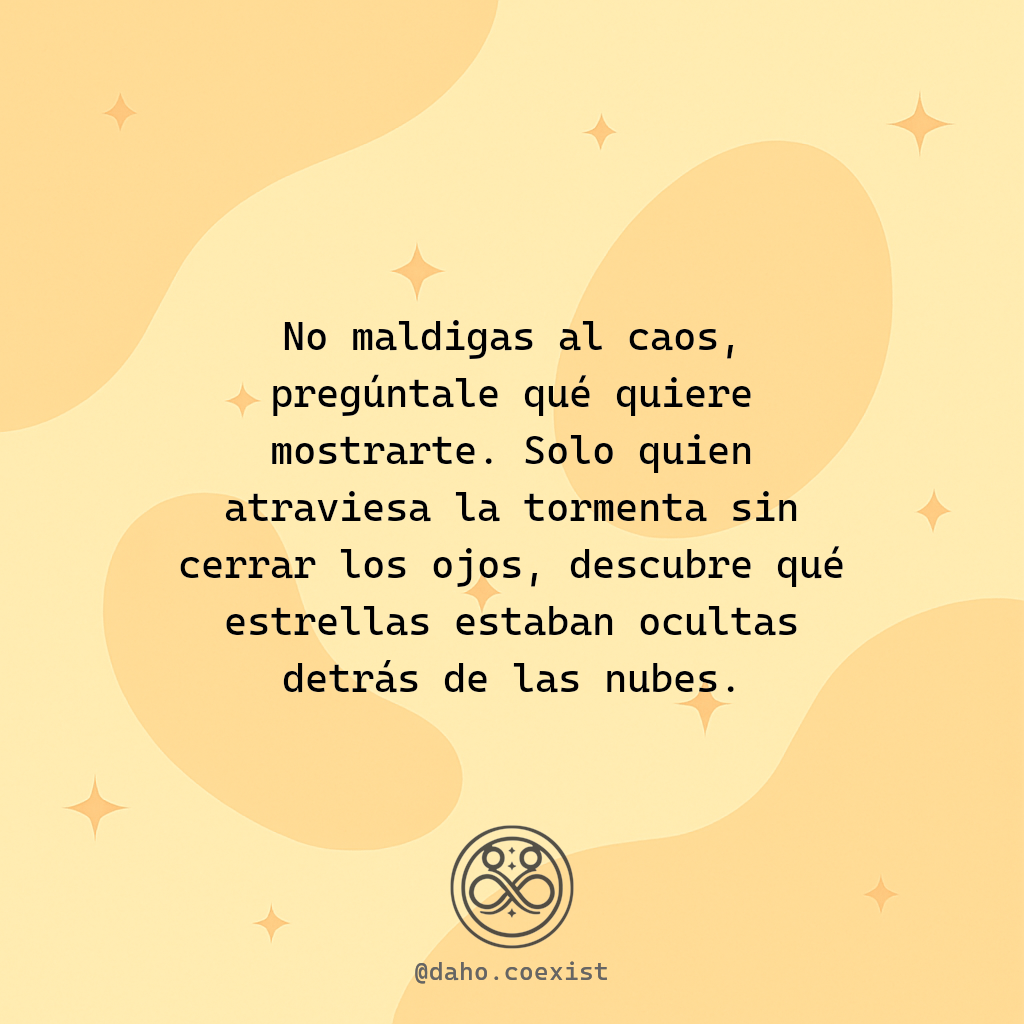 No maldigas al caos,
pregúntale qué quiere
mostrarte. Solo quien
atraviesa la tormenta sin
cerrar los ojos, descubre qué
estrellas estaban ocultas
detrás de las nubes.
@daho.coexist